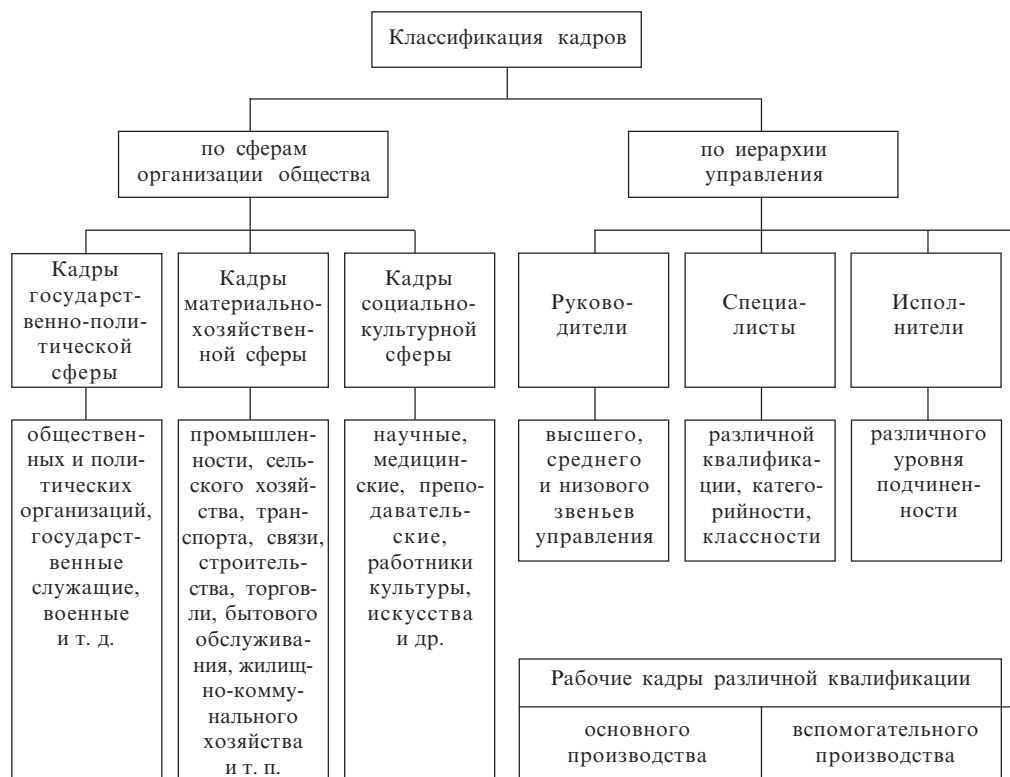 Классификация кадров
по сферам
организации общества
по иерархии
управления
Кадры
государст-
венно-поли-
тической
сферы
Кадры
материально-
хозяйствен-
ной сферы
Кадры
социально-
культурной
сферы
Руково-
дители
Специа-
листы
Испол-
нители
обществен-
ных и поли-
тических
организаций,
государст-
венные
служащие,
военные
и т. д.
промышлен-
ности, сель-
ского хозяй-
ства, тран-
спорта, связи,
строитель-
ства, торгов-
ли, бытового
обслужива-
ния, жилищ-
но-комму-
нального
хозяйства
и т. п.
научные,
медицин-
ские, препо-
даватель-
ские,
работники
культуры,
искусства
и др.
высшего,
среднего
и низового
звеньев
управления
различной
квалифика-
ции, катего-
рийности,
классности
различного
уровня
подчинен-
ности
Рабочие кадры различной квалификации
основного
производства
вспомогательного
производства